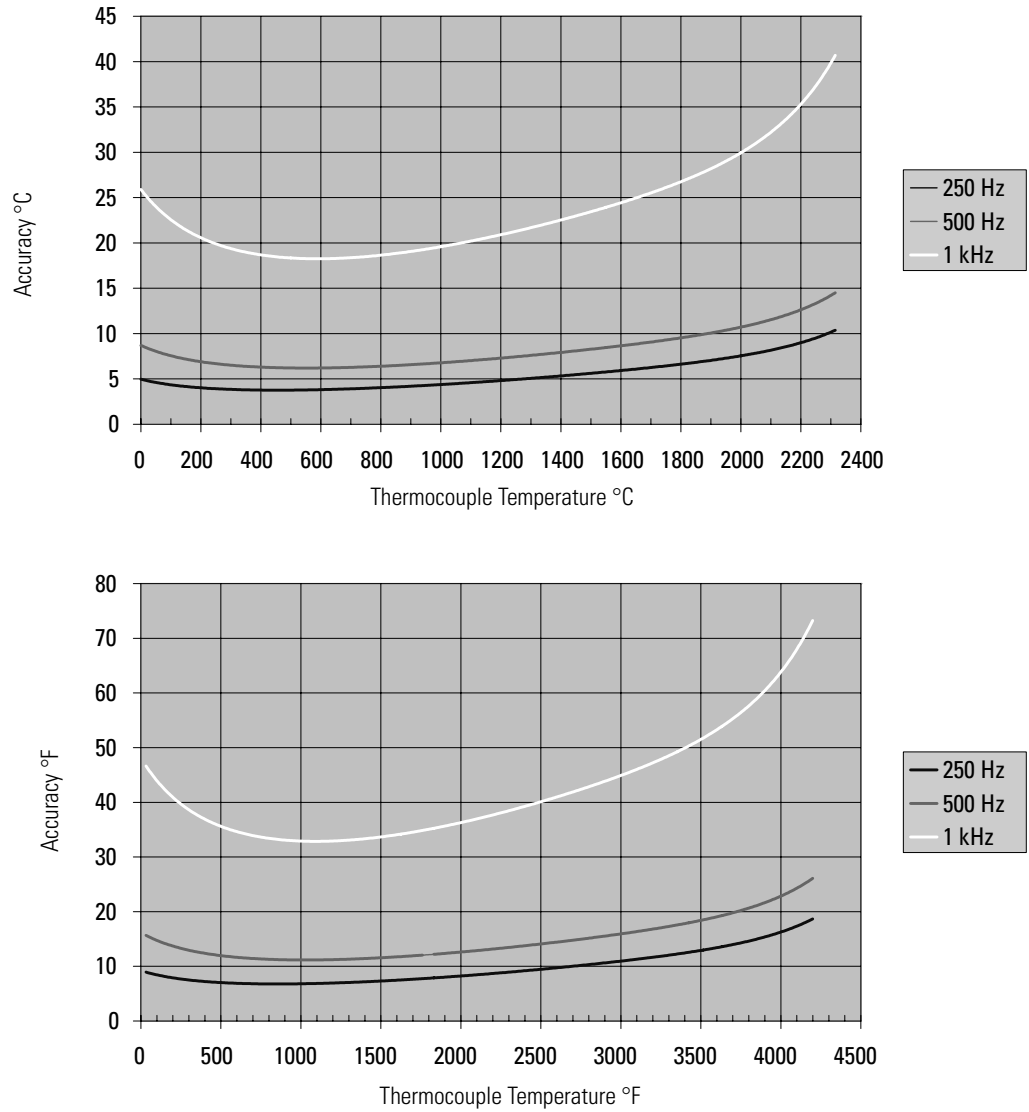 45
40
35
30
25
20
15
10
5
0
Accuracy °C
0 200 400 600 800 1000 1200 1400 1600 1800 2000 2200 2400
Thermocouple Temperature °C
250 Hz
500 Hz
1 kHz
80
70
60
50
40
30
20
10
0
Accuracy °F
0 500 1000 1500 2000 2500 3000 3500 4000 4500
Thermocouple Temperature °F
250 Hz
500 Hz
1 kHz